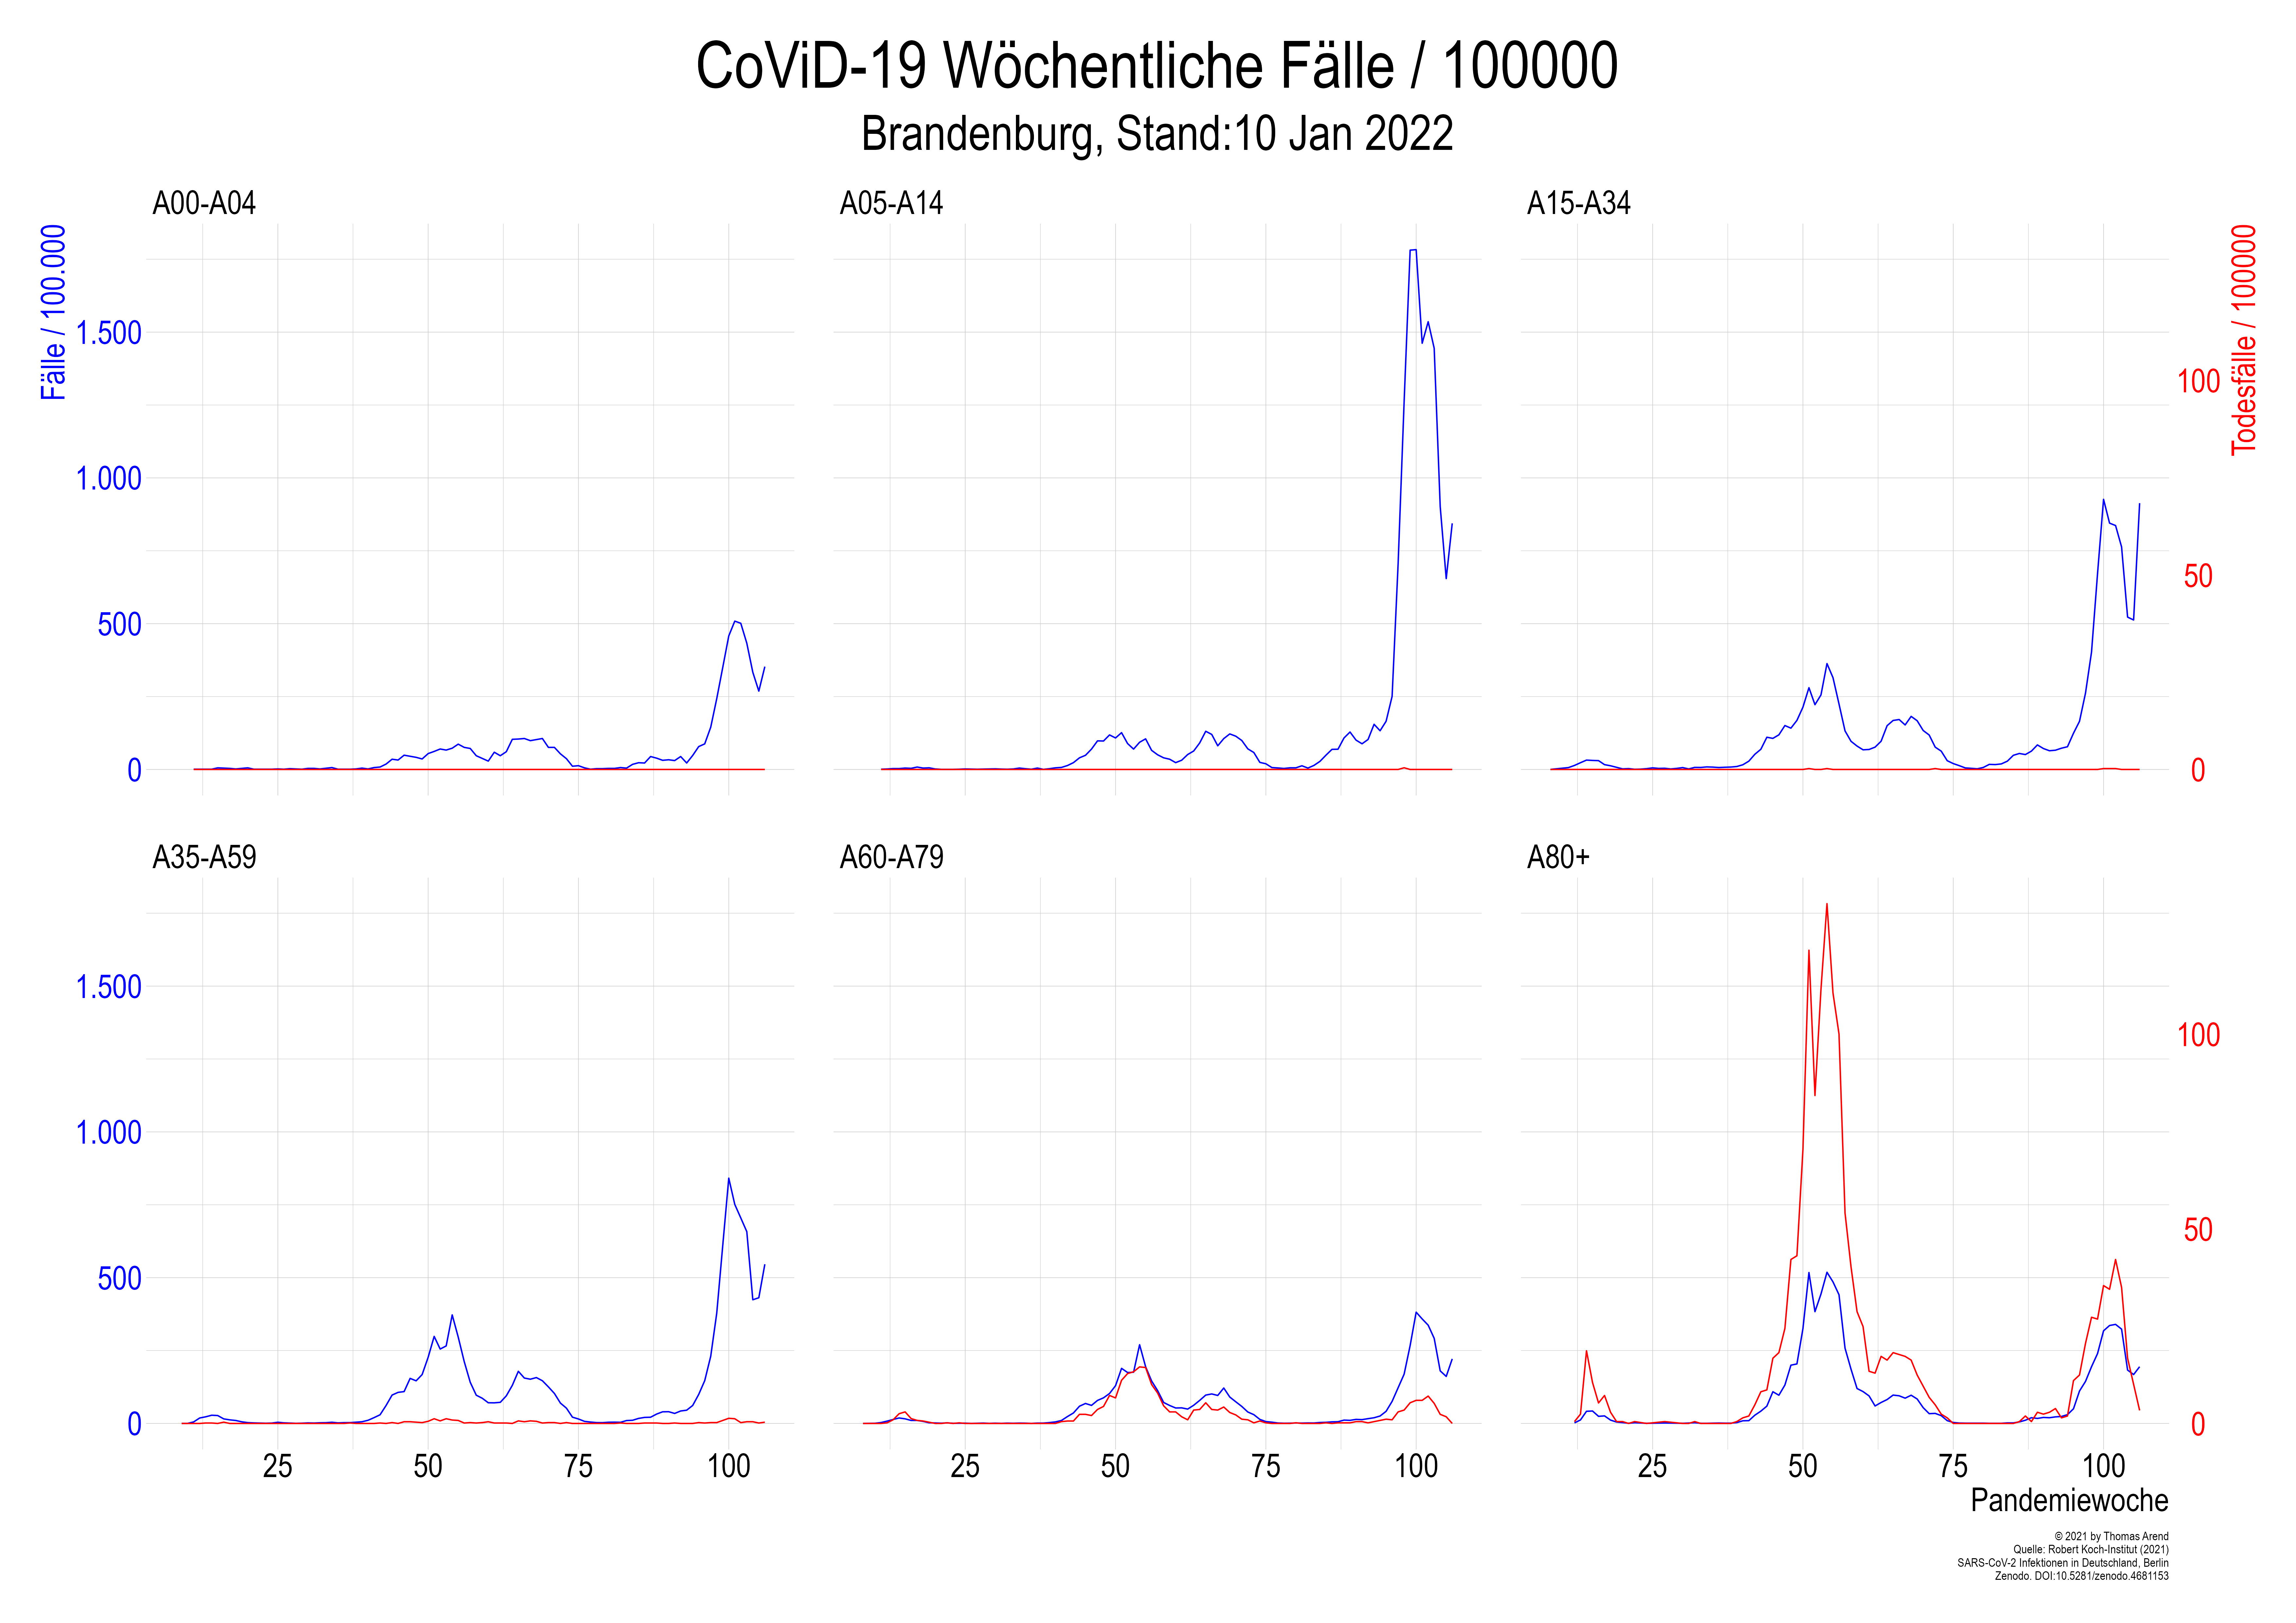 CoViD-19 Wöchentliche Fälle / 100000
Brandenburg, Stand:10 Jan 2022
A00-A04
A05-A14
A15-A34
Fälle / 100.000
1.500
1.000
500
0
Todesfälle / 100000
100
50
0
A35-A59
A60-A79
A80+
1.500
1.000
500
0
100
50
0
25 50 75 100
25 50 75 100
25 50 75 100
Pandemiewoche
© 2021 by Thomas Arend
Quelle: Robert Koch-Institut (2021)
SARS-CoV-2 Infektionen in Deutschland, Berlin
Zenodo. DOI:10.5281/zenodo.4681153